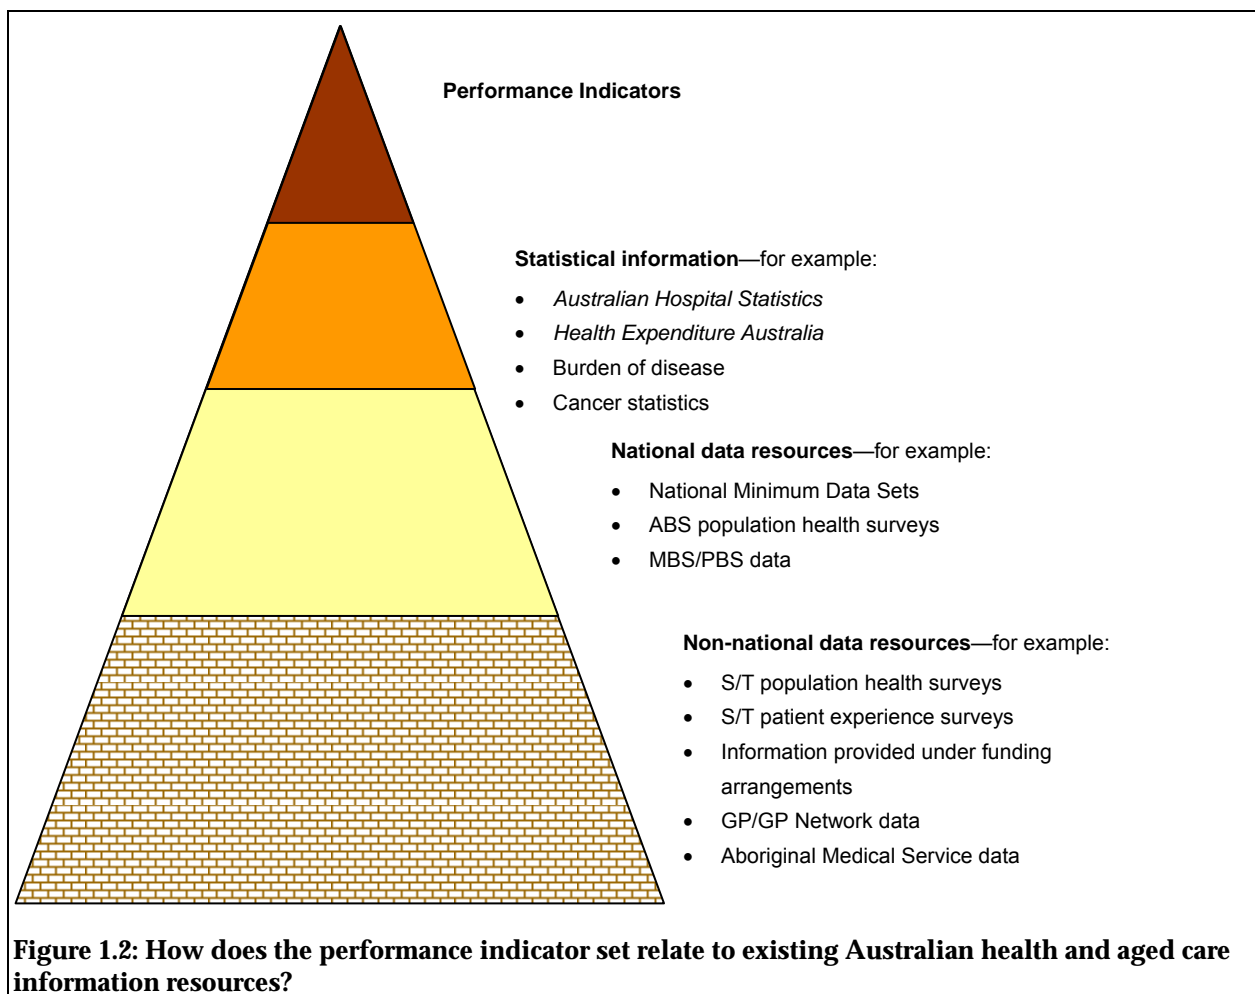 Performance Indicators
Statistical information—for example:
• Australian Hospital Statistics
• Health Expenditure Australia
• Burden of disease
• Cancer statistics
National data resources—for example:
• National Minimum Data Sets
• ABS population health surveys
• MBS/PBS data
Non-national data resources—for example:
• S/T population health surveys
• S/T patient experience surveys
• Information provided under funding
arrangements
• GP/GP Network data
• Aboriginal Medical Service data
Figure 1.2: How does the performance indicator set relate to existing Australian health and aged care
information resources?